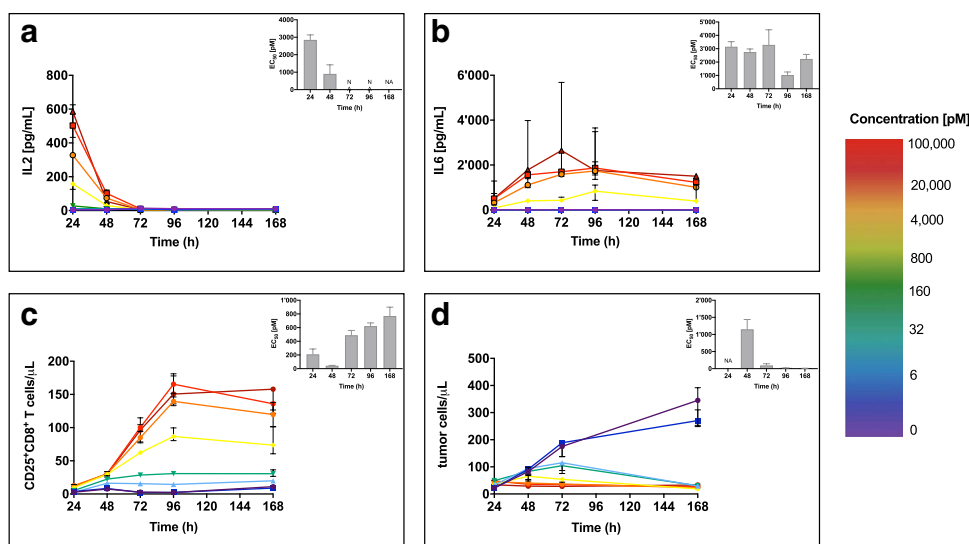 a
IL2 [pg/mL]
800
600
400
200
0
24 48 72 96 120 144 168
Time (h)
EC50 [pM]
4000
3000
2000
1000
0
N N NA
24 48 72 96 168
Time (h)
b
IL6 [pg/mL]
6'000
4'000
2'000
0
24 48 72 96 120 144 168
Time (h)
EC50 [pM]
5'000
4'000
3'000
2'000
1'000
0
24 48 72 96 168
Time (h)
c
CD25+CD8+ T cells/µL
200
150
100
50
0
24 48 72 96 120 144 168
Time (h)
EC50 [pM]
1'000
800
600
400
200
0
24 48 72 96 168
Time (h)
d
tumor cells/µL
500
400
300
200
100
0
24 48 72 96 120 144 168
Time (h)
EC50 [pM]
2'000
1'500
1'000
500
0
NA
24 48 72 96 168
Time (h)
Concentration [pM]
100,000
20,000
4,000
800
160
32
6
0